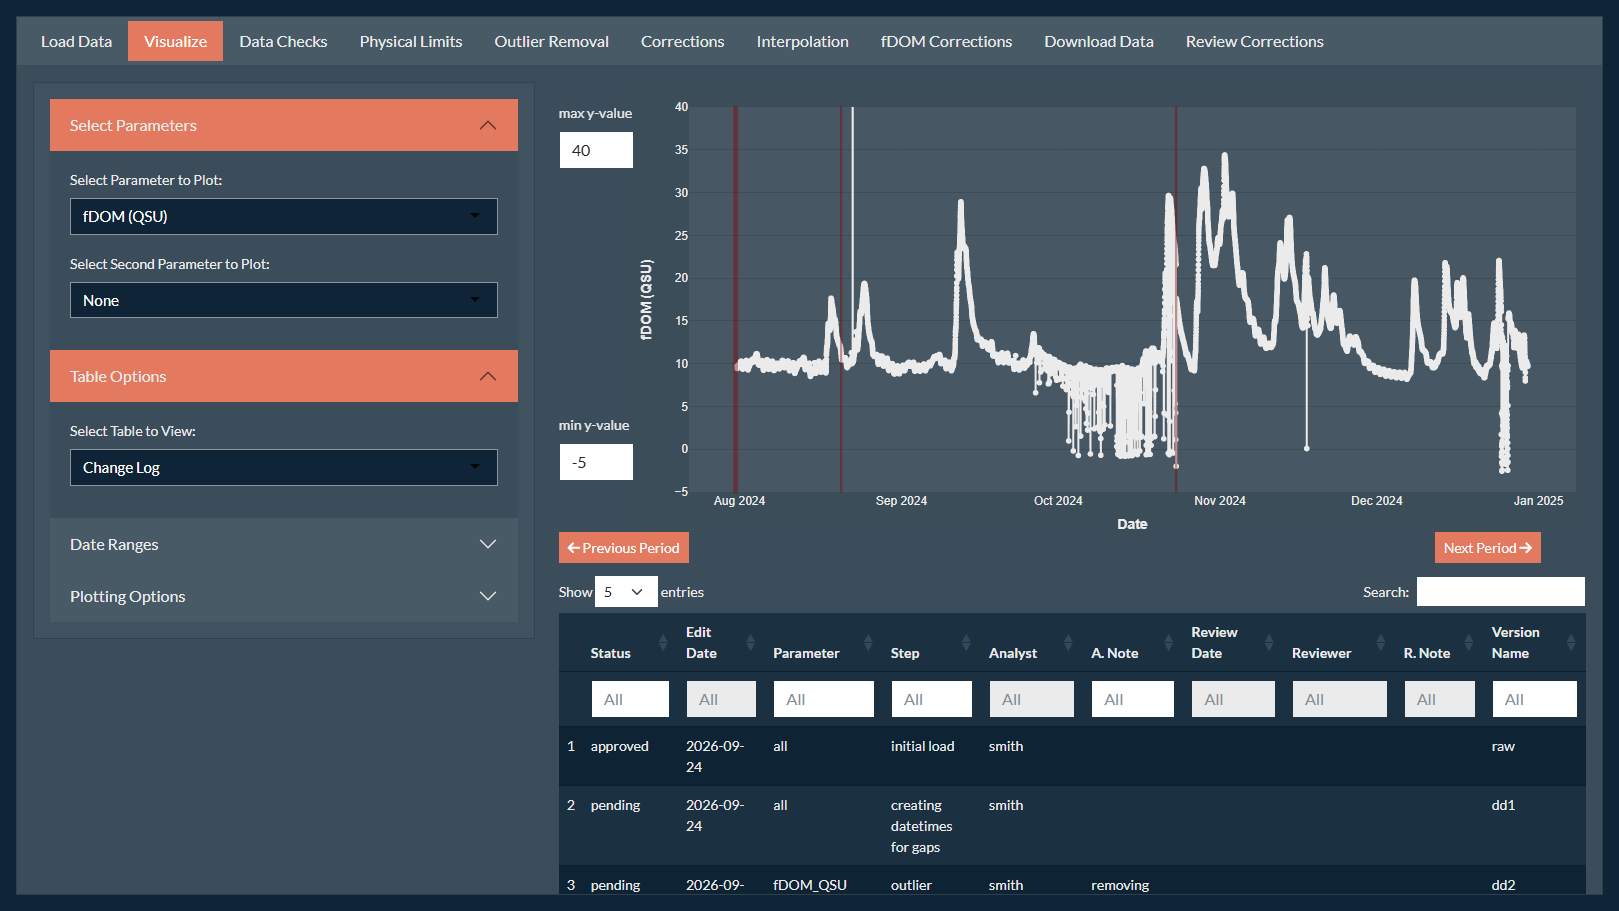 Load Data Visualize Data Checks Physical Limits Outlier Removal Corrections Interpolation fDOM Corrections Download Data Review Corrections
Select Parameters
Select Parameter to Plot:
fDOM (QSU)
Select Second Parameter to Plot:
None
Table Options
Select Table to View:
Change Log
Date Ranges
Plotting Options
max y-value
40
min y-value
-5
fDOM (QSU)
40
35
30
25
20
15
10
5
0
−5
Aug 2024 Sep 2024 Oct 2024 Nov 2024 Dec 2024 Jan 2025
Date
Previous Period
Next Period
Show 5 entries
Search:
Status Edit Date Parameter Step Analyst A. Note Review Date Reviewer R. Note Version Name
All All All All All All All All All All
1 approved 2026-09-24 all initial load smith raw
2 pending 2026-09-24 all creating datetimes for gaps smith dd1
3 pending 2026-09- fDOM_QSU outlier smith removing dd2